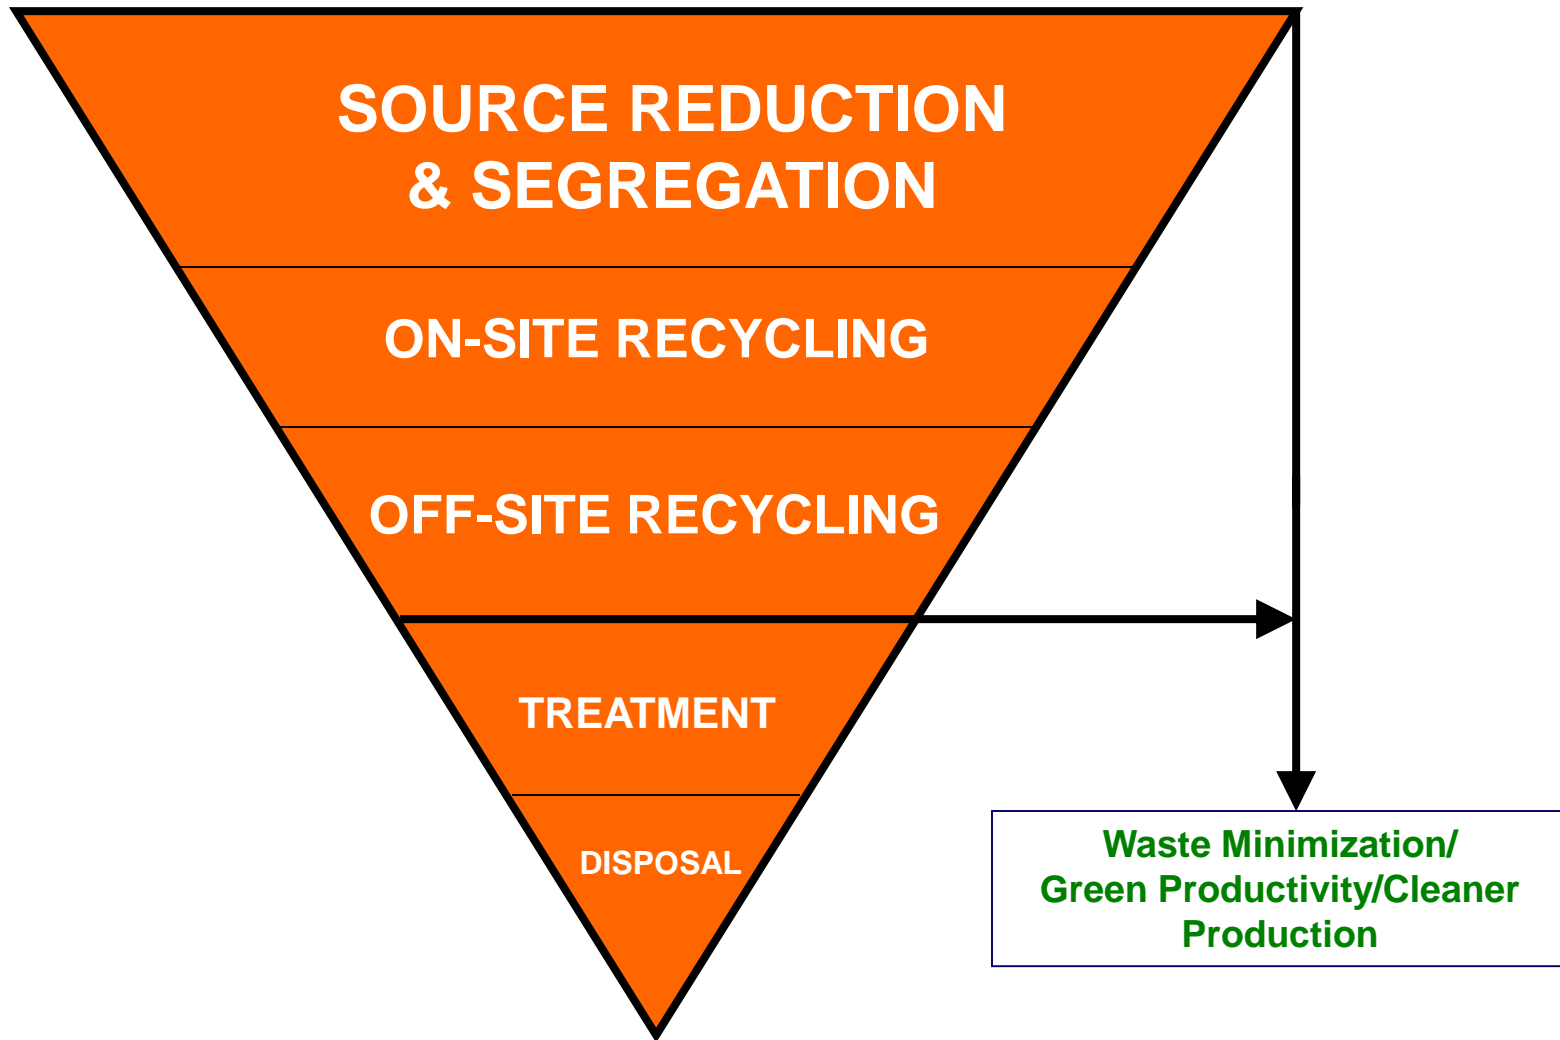 SOURCE REDUCTION
& SEGREGATION
ON-SITE RECYCLING
OFF-SITE RECYCLING
TREATMENT
DISPOSAL
Waste Minimization/
Green Productivity/Cleaner
Production